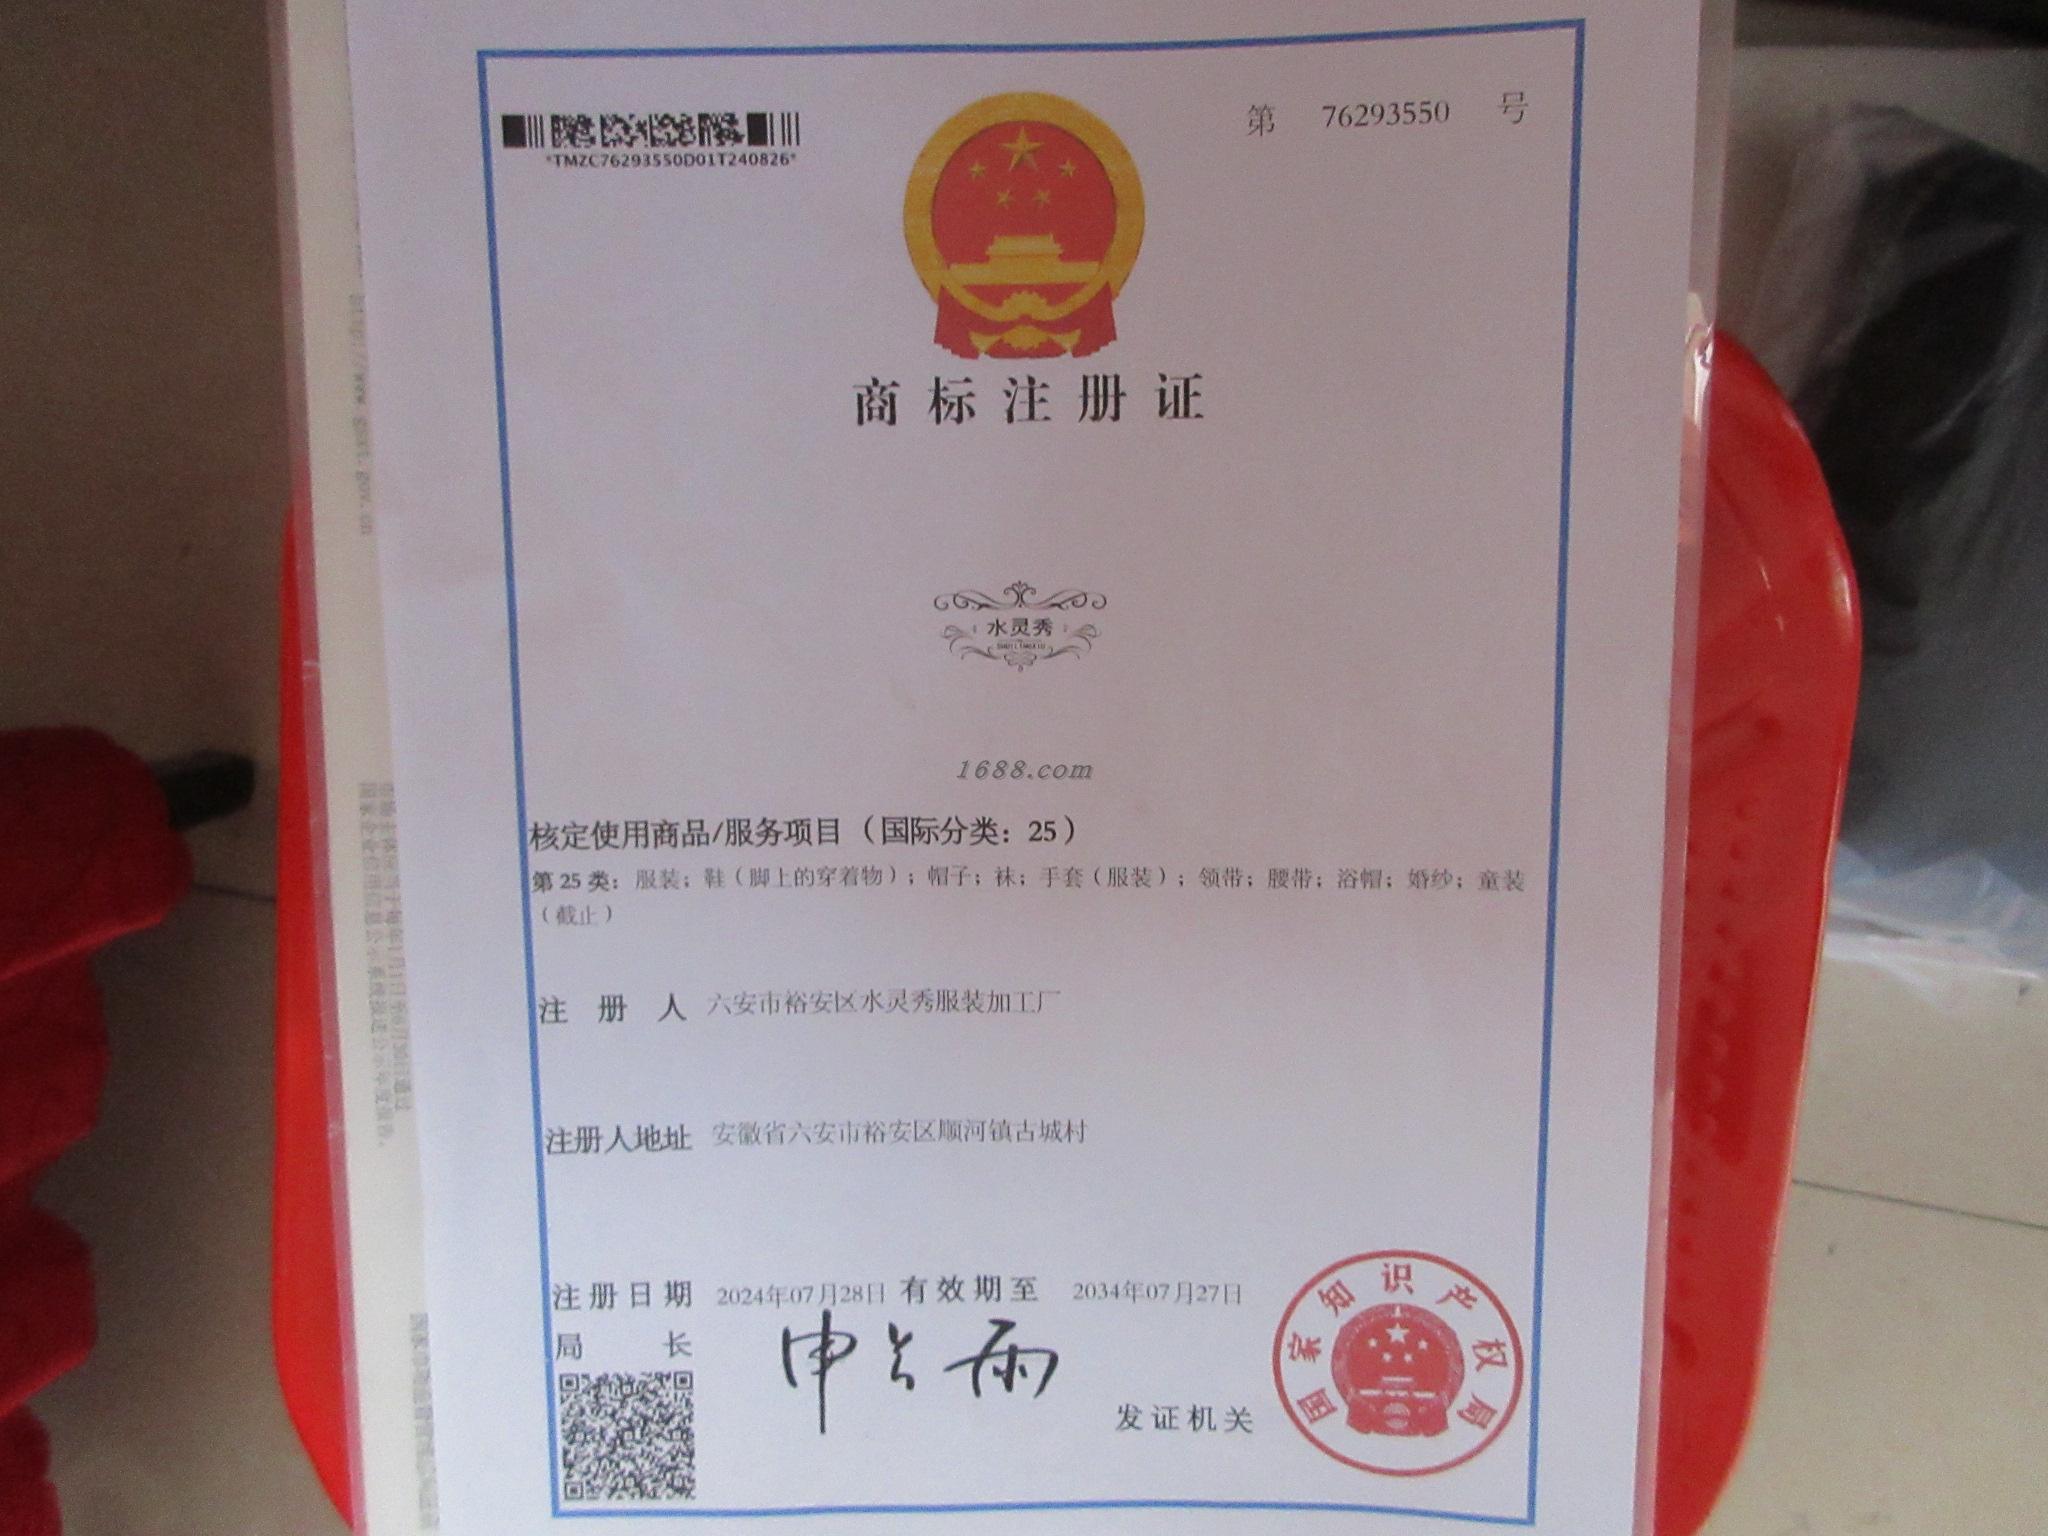 第 76293550 号
*TMZC76293550D01T240826*
商标注册证
水灵秀
SHUILINGXIU
1688.com
核定使用商品/服务项目（国际分类：25）
第25类：服装；鞋（脚上的穿着物）；帽子；袜；手套（服装）；领带；腰带；浴帽；婚纱；童装
（截止）
注册人 六安市裕安区水灵秀服装加工厂
注册人地址 安徽省六安市裕安区顺河镇古城村
注册日期 2024年07月28日 有效期至 2034年07月27日
局长 申长雨
发证机关
国家知识产权局